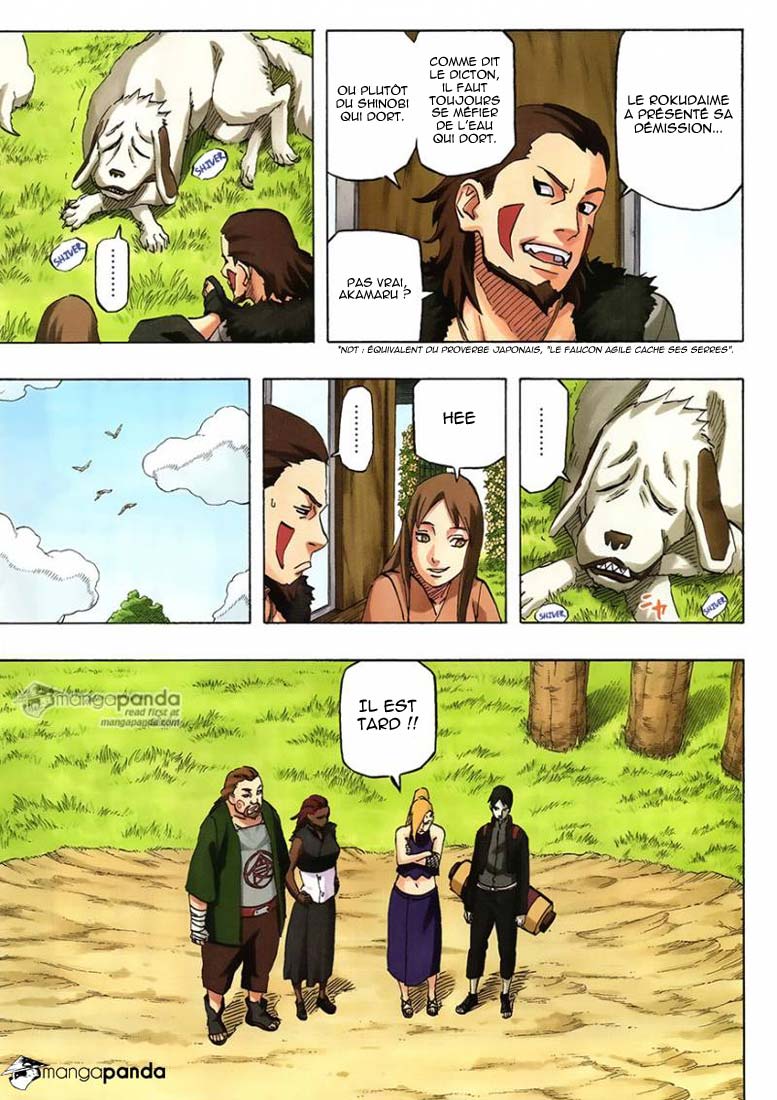 LE ROKUDAIME
A PRÉSENTÉ SA
DÉMISSION...
COMME DIT
LE DICTON,
IL FAUT
TOUJOURS
SE MÉFIER
DE L'EAU
QUI DORT.
OU PLUTÔT
DU SHINOBI
QUI DORT.
PAS VRAI,
AKAMARU ?
*NDT : ÉQUIVALENT DU PROVERBE JAPONAIS, "LE FAUCON AGILE CACHE SES SERRES".
SHIVER
SHIVER
.........
.........
SHIVER
SHIVER
ニヤ
HEE
.........
IL EST
TARD !!
mangapanda
read first at
mangapanda.com
mangapanda